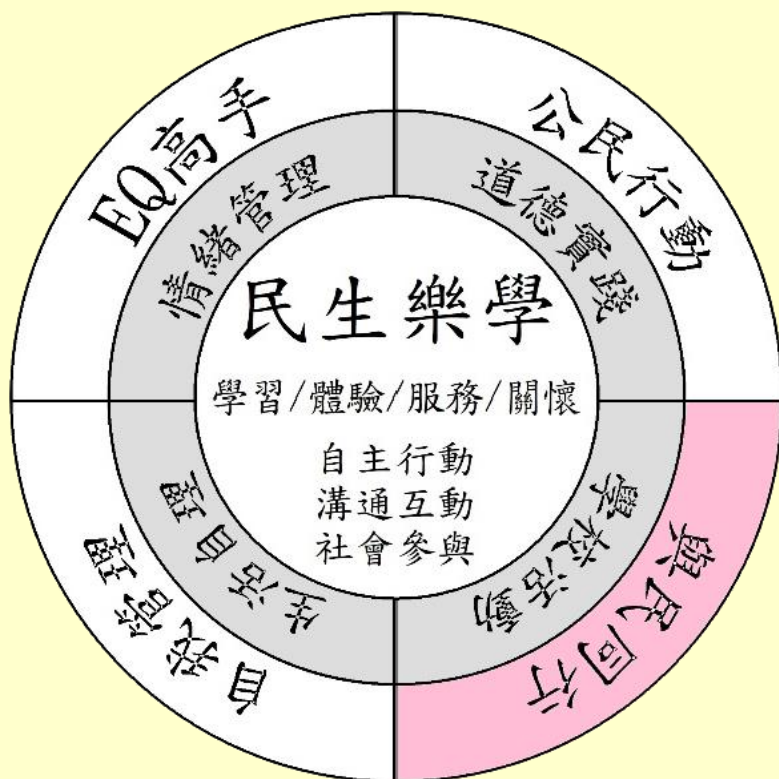 EQ高手
公民行動
情緒管理
道德實踐
民生樂學
學習/體驗/服務/關懷
自主行動
溝通互動
社會參與
生活自理
學校活動
自我管理
與民同行